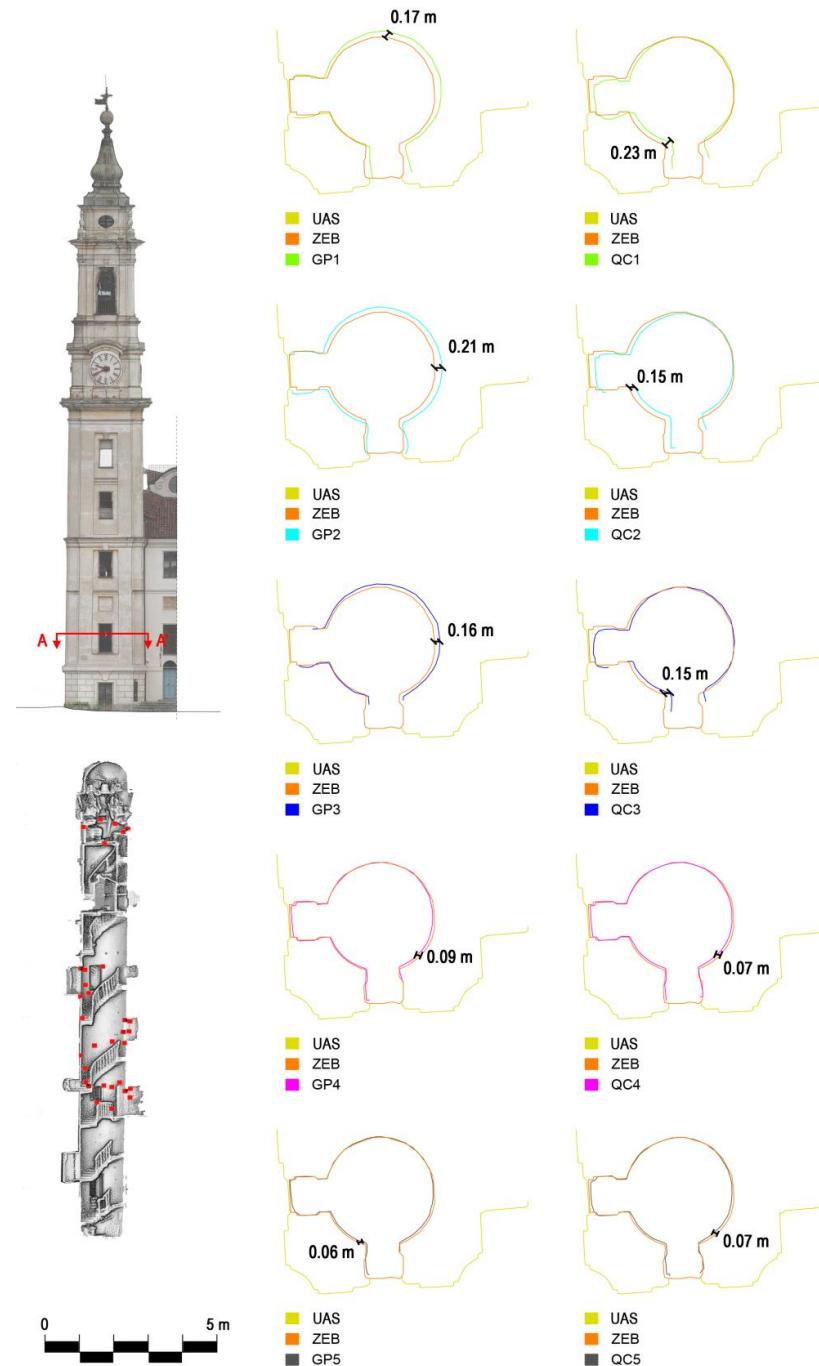 0.17 m
0.23 m
UAS
ZEB
GP1
UAS
ZEB
QC1
0.21 m
0.15 m
UAS
ZEB
GP2
UAS
ZEB
QC2
A
A
0.16 m
0.15 m
UAS
ZEB
GP3
UAS
ZEB
QC3
0.09 m
0.07 m
UAS
ZEB
GP4
UAS
ZEB
QC4
0.06 m
0.07 m
UAS
ZEB
GP5
UAS
ZEB
QC5
0
5 m